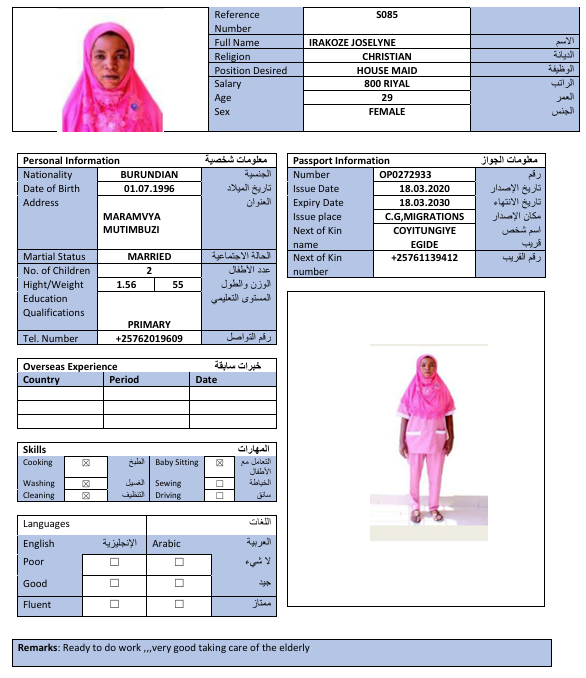 Reference Number S085
Full Name IRAKOZE JOSELYNE الاسم
Religion CHRISTIAN الديانة
Position Desired HOUSE MAID الوظيفة
Salary 800 RIYAL الراتب
Age 29 العمر
Sex FEMALE الجنس
Personal Information معلومات شخصية
Nationality BURUNDIAN الجنسية
Date of Birth 01.07.1996 تاريخ الميلاد
Address العنوان
MARAMVYA
MUTIMBUZI
Martial Status MARRIED الحالة الاجتماعية
No. of Children 2 عدد الأطفال
Hight/Weight 1.56 55 الوزن والطول
Education المستوى التعليمي
Qualifications
PRIMARY
Tel. Number +25762019609 رقم التواصل
Passport Information معلومات الجواز
Number OP0272933 رقم
Issue Date 18.03.2020 تاريخ الإصدار
Expiry Date 18.03.2030 تاريخ الانتهاء
Issue place C.G,MIGRATIONS مكان الإصدار
Next of Kin COYITUNGIYE اسم شخص
name EGIDE قريب
Next of Kin +25761139412 رقم القريب
number
Overseas Experience خبرات سابقة
Country Period Date
Skills المهارات
Cooking ☒ الطبخ Baby Sitting ☒ التعامل مع
الأطفال
Washing ☒ الغسيل Sewing ☐ الخياطة
Cleaning ☒ التنظيف Driving ☐ سائق
Languages اللغات
English الإنجليزية Arabic العربية
Poor ☐ ☐ لا شيء
Good ☐ ☐ جيد
Fluent ☐ ☐ ممتاز
Remarks: Ready to do work ,,,very good taking care of the elderly